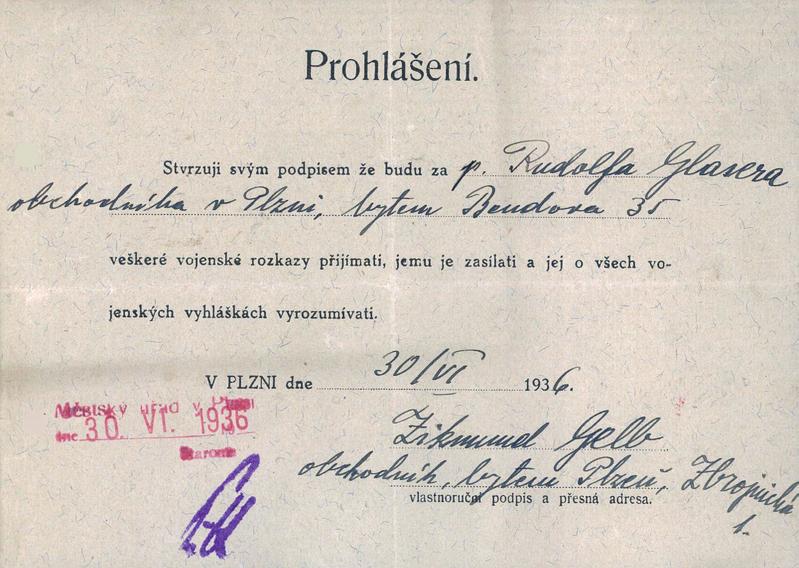 Prohlášení.
Stvrzuji svým podpisem že budu za p. Rudolfa Glasera
obchodníka v Plzni, bytem Bendova 35
veškeré vojenské rozkazy přijímati, jemu je zasílati a jej o všech vo-
jenských vyhláškách vyrozumívati.
V PLZNI dne 30/VI 1936.
Městský úřad v Plzni
dne 30. VI. 1936
Starosta
Zikmund Gelb
obchodník, bytem Plzeň, Zbrojnická
1.
vlastnoruční podpis a přesná adresa.